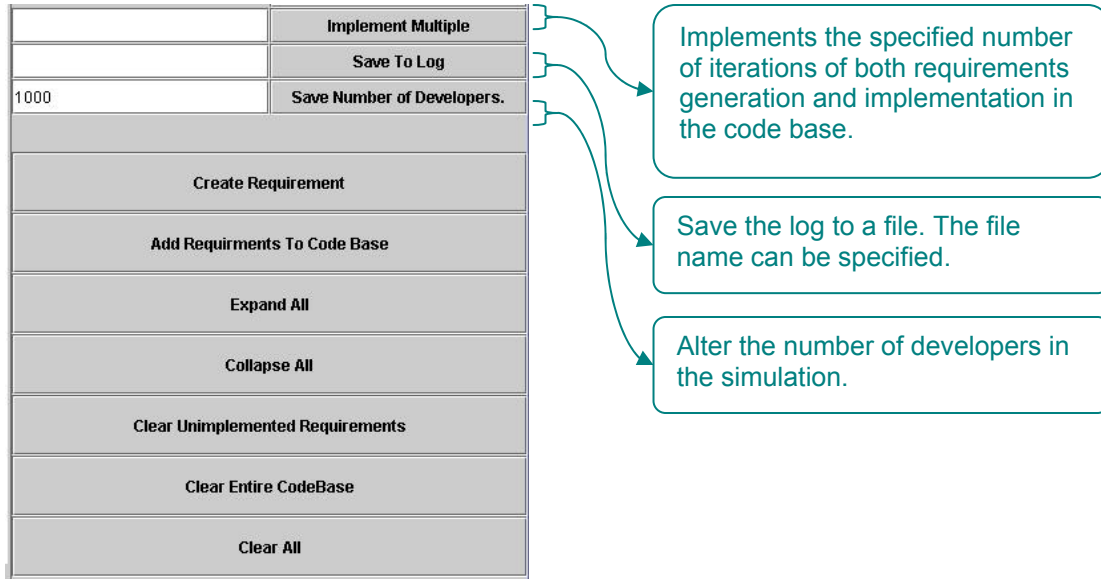 Implement Multiple
Save To Log
1000
Save Number of Developers.
Create Requirement
Add Requirments To Code Base
Expand All
Collapse All
Clear Unimplemented Requirements
Clear Entire CodeBase
Clear All
Implements the specified number
of iterations of both requirements
generation and implementation in
the code base.
Save the log to a file. The file
name can be specified.
Alter the number of developers in
the simulation.